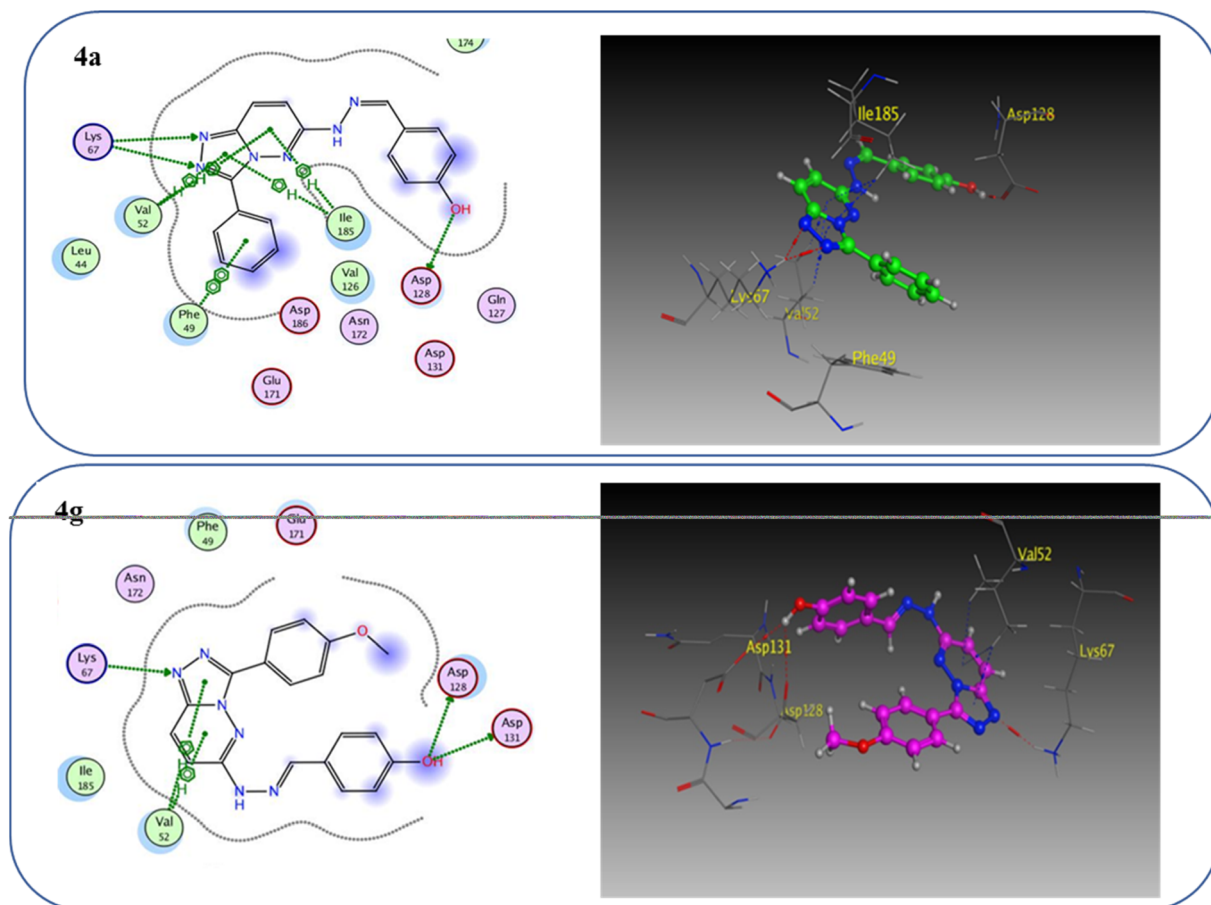 4a
174
Lys
67
N
N
N
N
N
N
H
N
H
H
H
Val
52
Ile
185
OH
Leu
44
Val
126
Asp
128
Gln
127
Phe
49
Asp
186
Asn
172
Asp
131
Glu
171
Ile185
Asp128
Lys67
Val52
Phe49
4g
Phe
49
Glu
171
Asn
172
O
Lys
67
N
N
N
N
Asp
128
Asp
131
Ile
185
OH
H
H
N
H
N
Val
52
Val52
Asp131
Lys67
Asp128